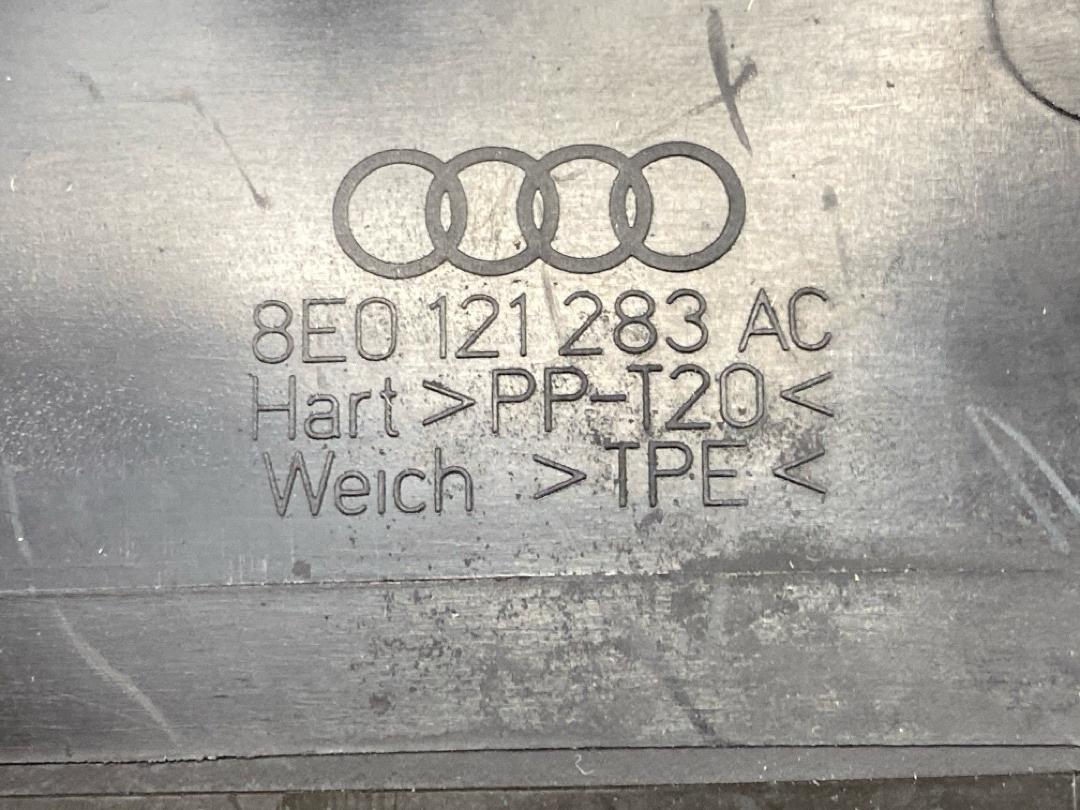 8E0 121 283 AC
Hart >PP-T20<
Weich >TPE<